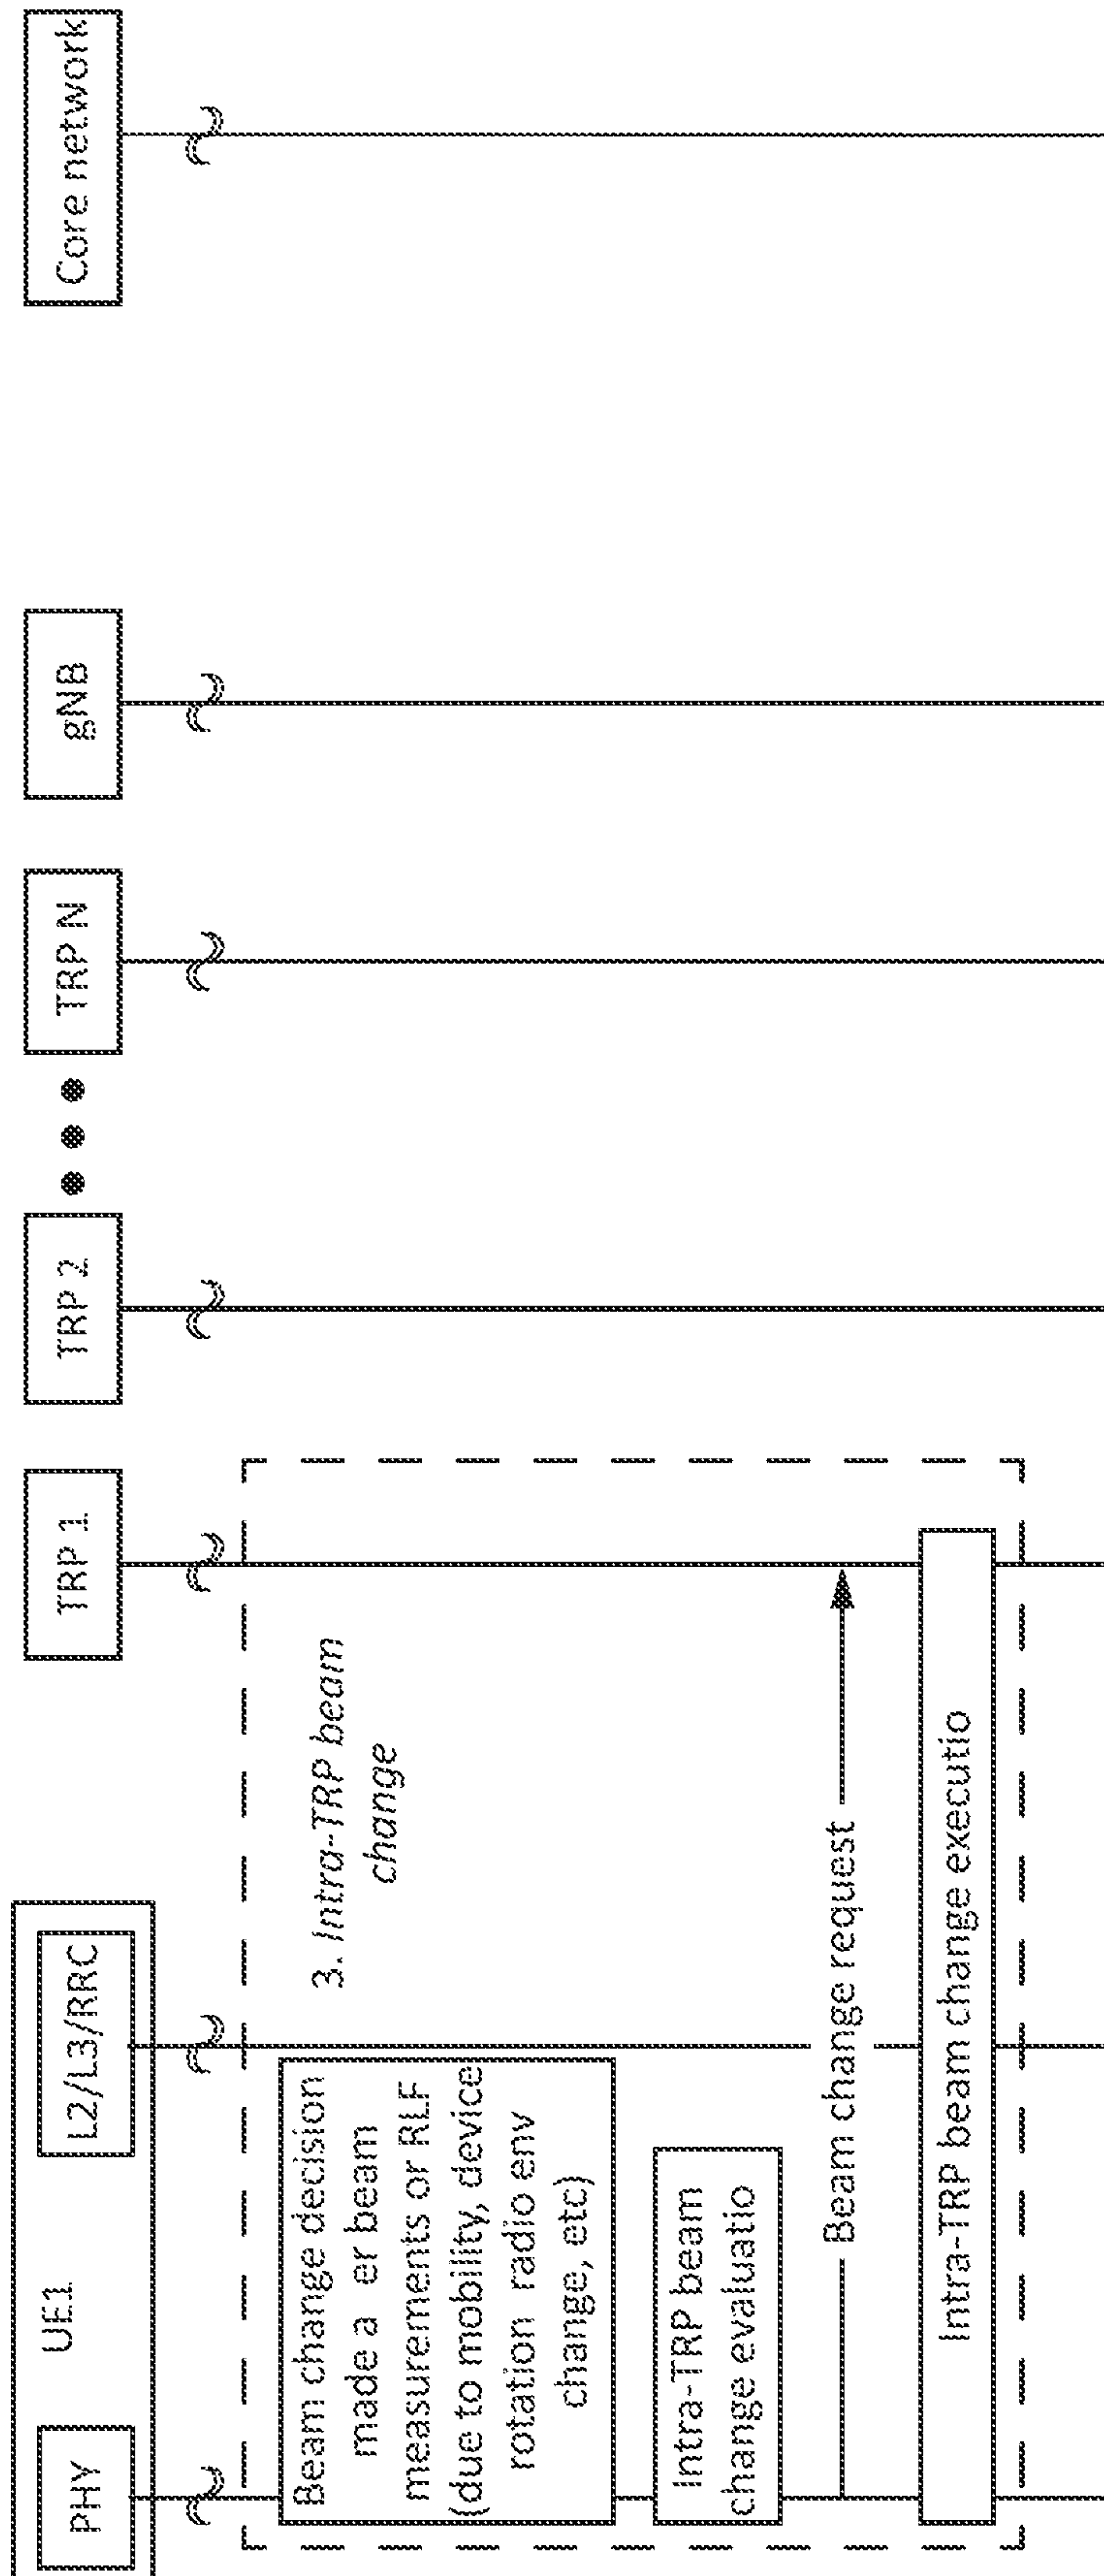 UE1
PHY
L2/L3/RRC
TRP 1
TRP 2
TRP N
gNB
Core network
3. Intra-TRP beam
change
Beam change decision
made a er beam
measurements or RLF
(due to mobility, device
rotation radio env
change, etc)
Intra-TRP beam
change evaluatio
Beam change request
Intra-TRP beam change executio